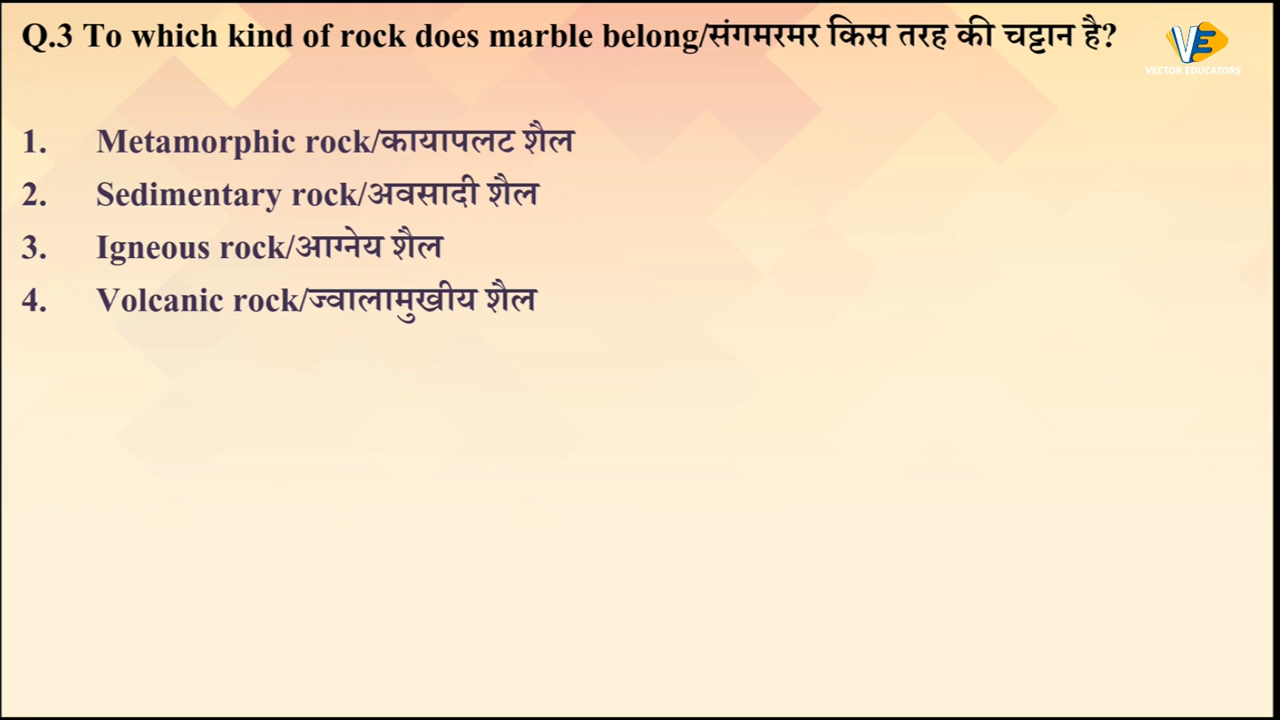 Q.3 To which kind of rock does marble belong/संगमरमर किस तरह की चट्टान है?
VECTOR EDUCATORS
1. Metamorphic rock/कायापलट शैल
2. Sedimentary rock/अवसादी शैल
3. Igneous rock/आग्नेय शैल
4. Volcanic rock/ज्वालामुखीय शैल